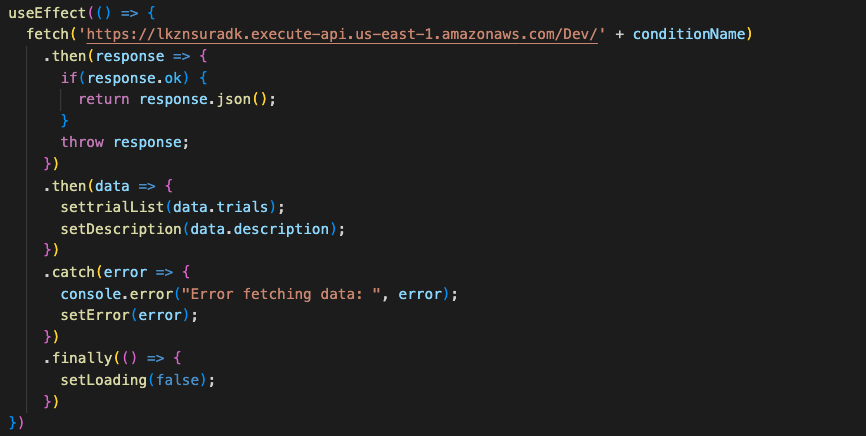 useEffect(() => {
  fetch('https://lkznsuradk.execute-api.us-east-1.amazonaws.com/Dev/' + conditionName)
    .then(response => {
      if(response.ok) {
        return response.json();
      }
      throw response;
    })
    .then(data => {
      settrialList(data.trials);
      setDescription(data.description);
    })
    .catch(error => {
      console.error("Error fetching data: ", error);
      setError(error);
    })
    .finally(() => {
      setLoading(false);
    })
})